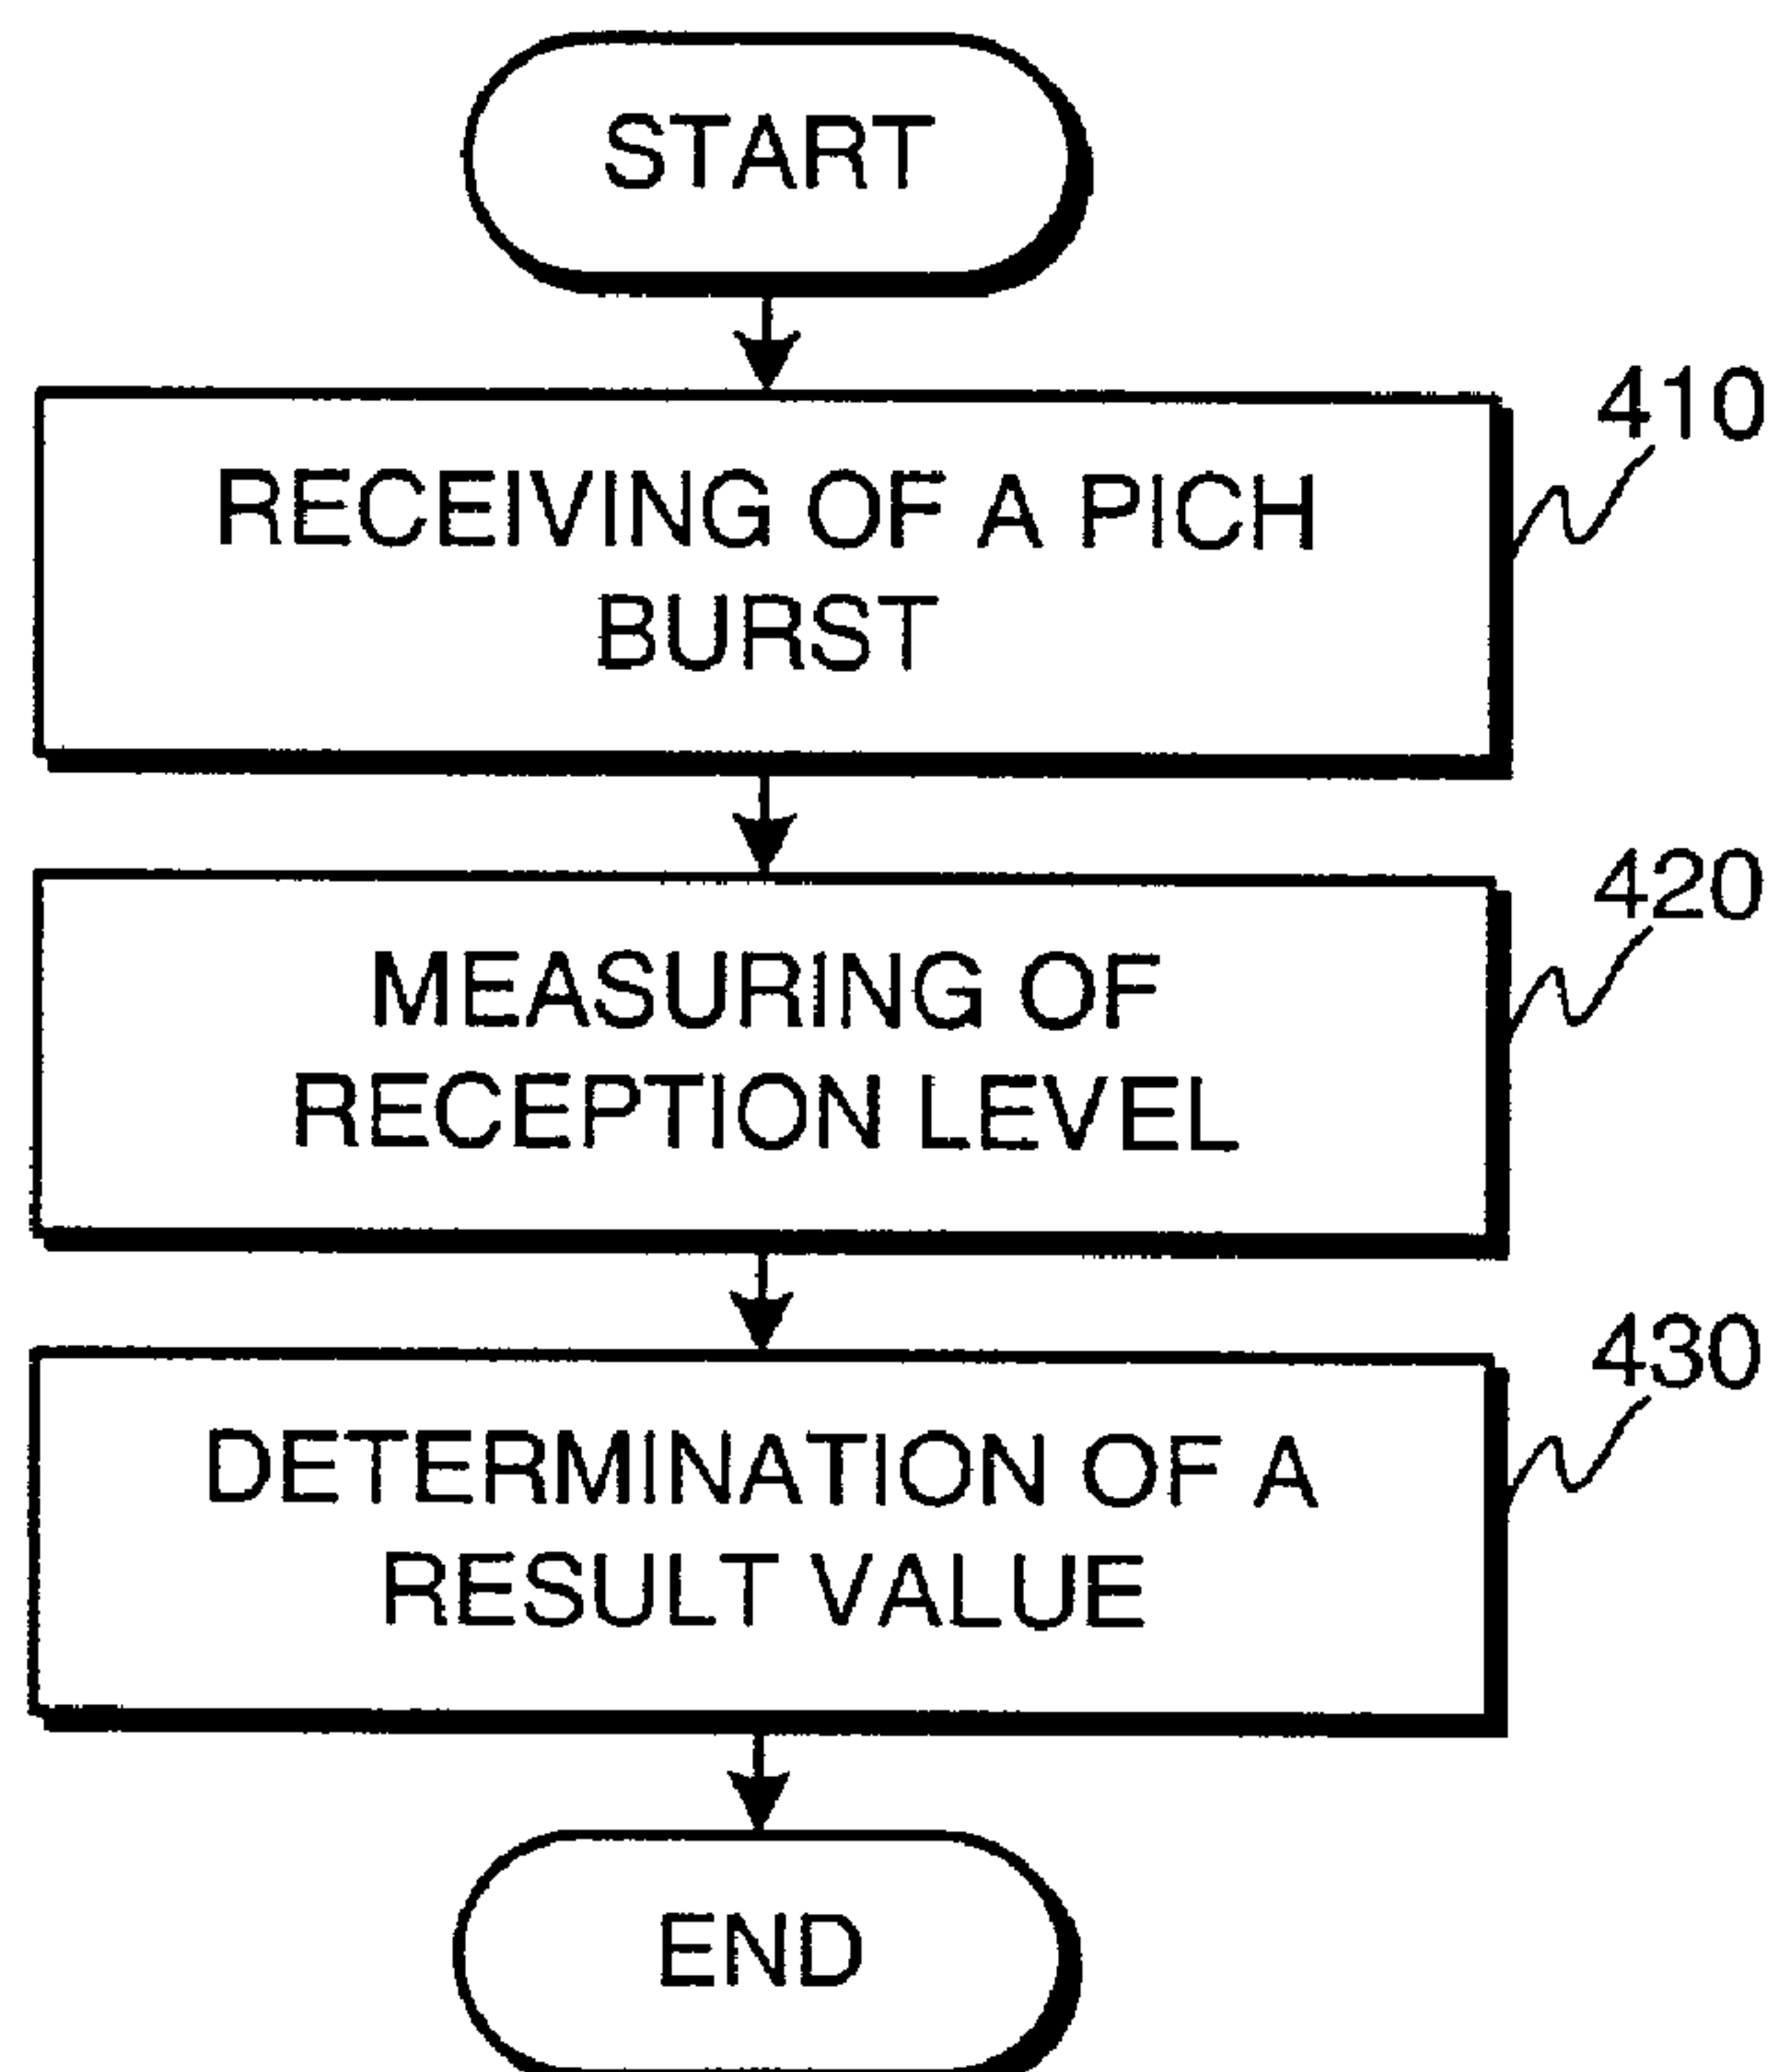 START
410
RECEIVING OF A PICH
BURST
420
MEASURING OF
RECEPTION LEVEL
430
DETERMINATION OF A
RESULT VALUE
END